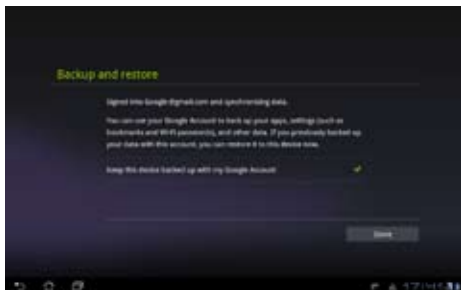 Backup and restore
Signed into Google @gmail.com and synchronizing data.
You can use your Google Account to back up your apps, settings (such as
bookmarks and Wi-Fi passwords), and other data. If you previously backed up
your data with this account, you can restore it to this device now.
Keep this device backed up with my Google Account
Done